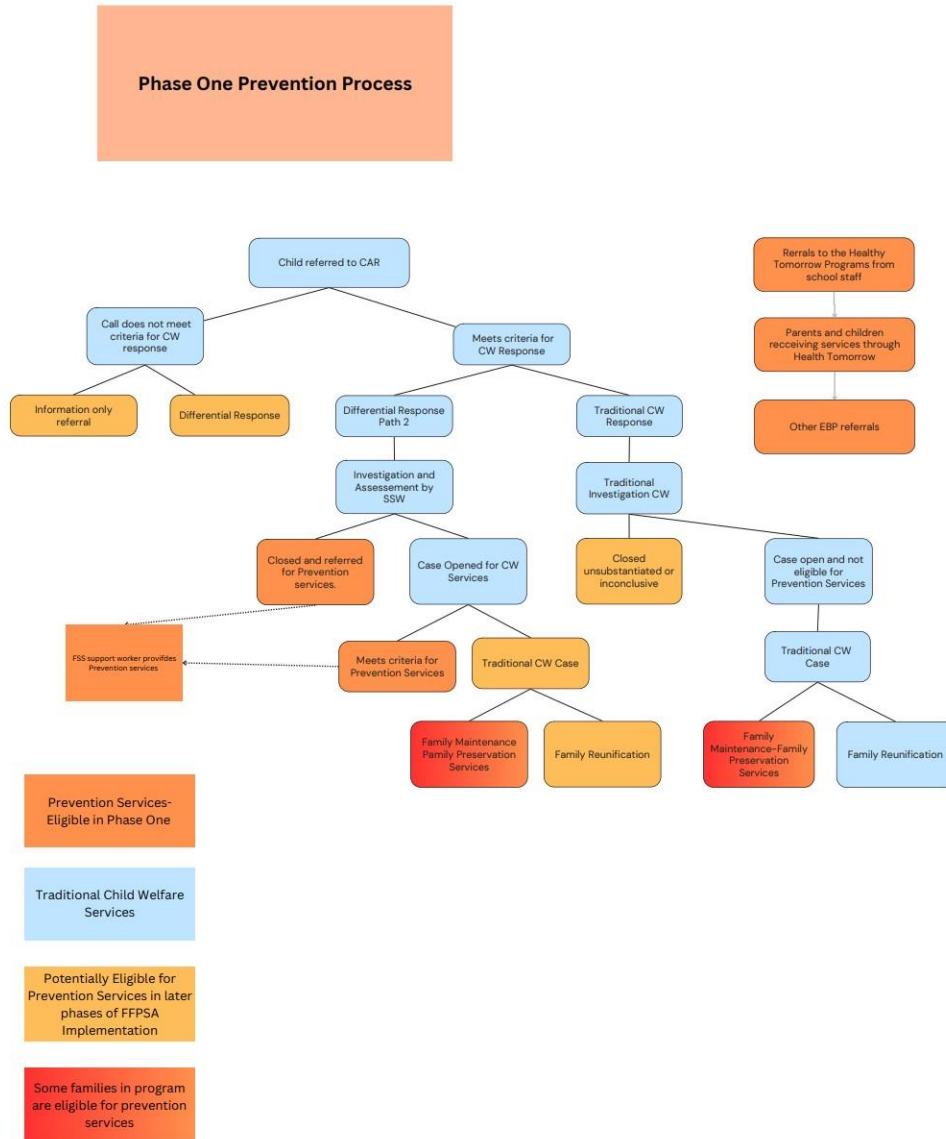 Phase One Prevention Process
Child referred to CAR
Rerrals to the Healthy
Tomorrow Programs from
school staff
Call does not meet
criteria for CW
response
Meets criteria for
CW Response
Parents and children
recceiving services through
Health Tomorrow
Information only
referral
Differential Response
Differential Response
Path 2
Traditional CW
Response
Other EBP referrals
Investigation and
Assessement by
SSW
Traditional
Investigation CW
Closed and referred
for Prevention
services.
Case Opened for CW
Services
Closed
unsubstantiated or
inconclusive
Case open and not
eligible for
Prevention Services
FSS support worker provifdes
Prevention services
Meets criteria for
Prevention Services
Traditional CW Case
Traditional CW
Case
Family Maintenance
Pamily Preservation
Services
Family Reunification
Family
Maintenance-Family
Preservation
Services
Family Reunification
Prevention Services-
Eligible in Phase One
Traditional Child Welfare
Services
Potentially Eligible for
Prevention Services in later
phases of FFPSA
Implementation
Some families in program
are eligible for prevention
services